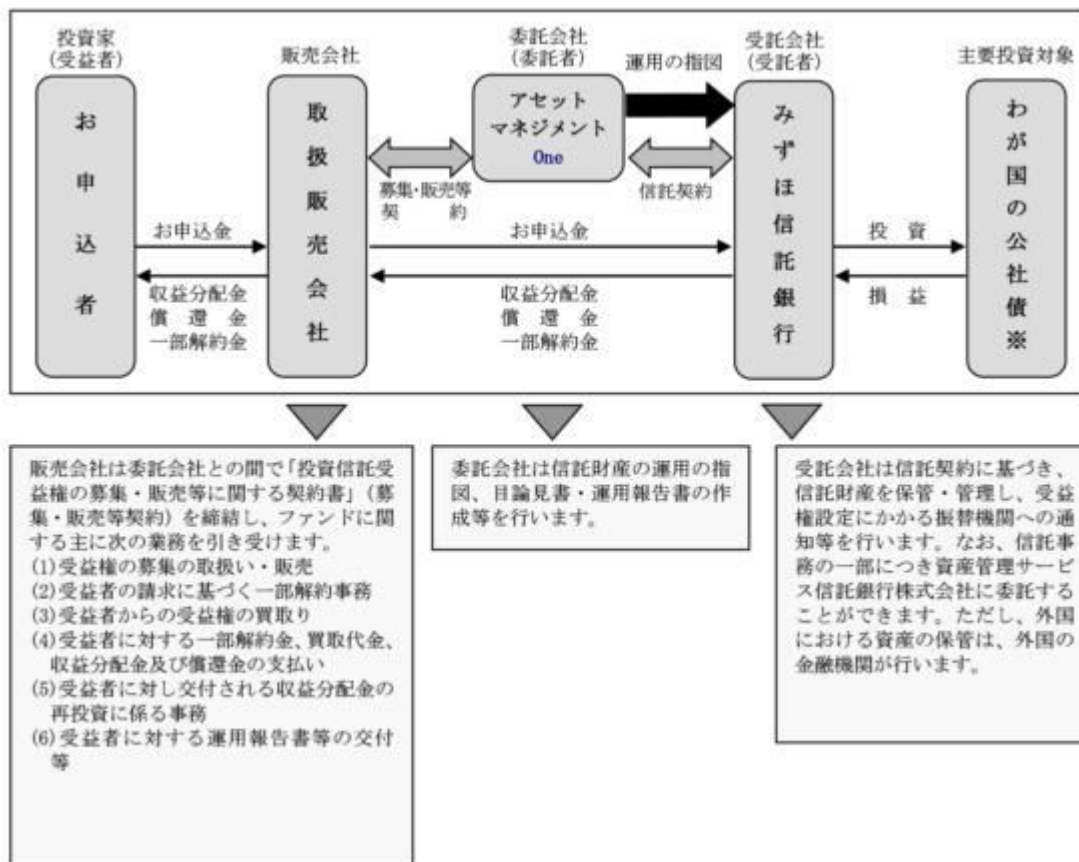 投資家
(受益者)
販売会社
委託会社
(委託者)
運用の指図
受託会社
(受託者)
主要投資対象
お申込者
取扱販売会社
アセット
マネジメント
One
みずほ信託銀行
わが国の公社債※
募集・販売等
契　　　約
信託契約
お申込金
お申込金
投　資
収益分配金
償　還　金
一部解約金
収益分配金
償　還　金
一部解約金
損　益
販売会社は委託会社との間で「投資信託受
益権の募集・販売等に関する契約書」（募
集・販売等契約）を締結し、ファンドに関
する主に次の業務を引き受けます。
(1)受益権の募集の取扱い・販売
(2)受益者の請求に基づく一部解約事務
(3)受益者からの受益権の買取り
(4)受益者に対する一部解約金、買取代金、
収益分配金及び償還金の支払い
(5)受益者に対し交付される収益分配金の
再投資に係る事務
(6)受益者に対する運用報告書等の交付
等
委託会社は信託財産の運用の指
図、目論見書・運用報告書の作
成等を行います。
受託会社は信託契約に基づき、
信託財産を保管・管理し、受益
権設定にかかる振替機関への通
知等を行います。なお、信託事
務の一部につき資産管理サービ
ス信託銀行株式会社に委託する
ことができます。ただし、外国
における資産の保管は、外国の
金融機関が行います。